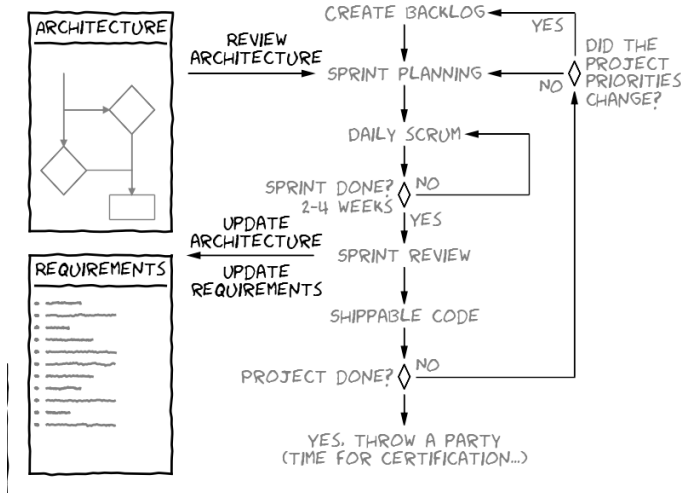 ARCHITECTURE
REVIEW
ARCHITECTURE
CREATE BACKLOG
YES
DID THE
PROJECT
PRIORITIES
CHANGE?
SPRINT PLANNING
NO
DAILY SCRUM
SPRINT DONE?
2-4 WEEKS
NO
YES
UPDATE
ARCHITECTURE
UPDATE
REQUIREMENTS
SPRINT REVIEW
REQUIREMENTS
SHIPPABLE CODE
PROJECT DONE?
NO
YES. THROW A PARTY
(TIME FOR CERTIFICATION...)